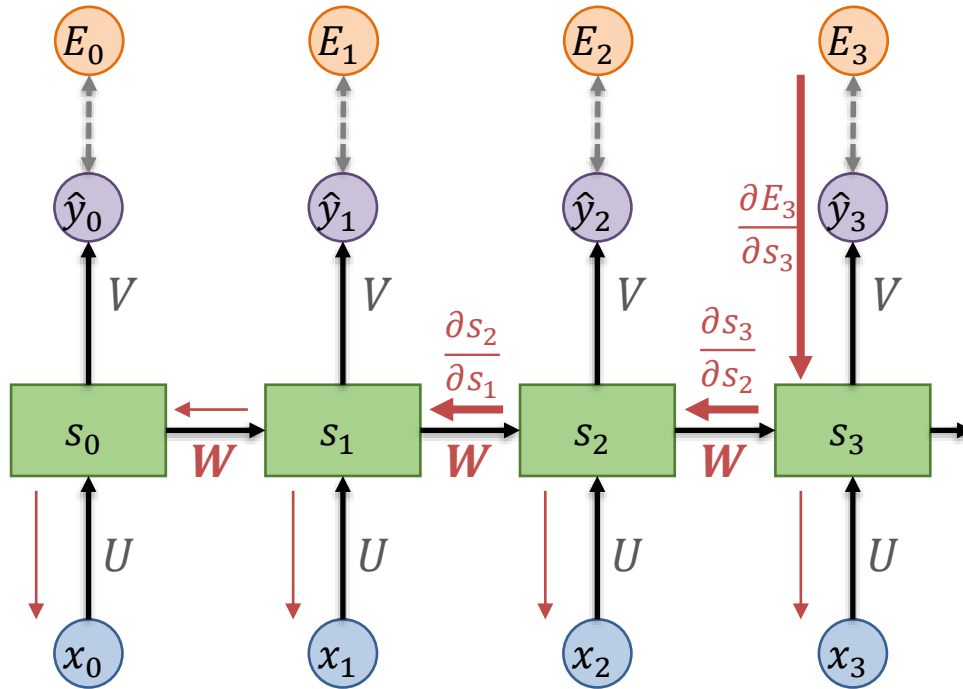 E₀ E₁ E₂ E₃
ŷ₀ ŷ₁ ŷ₂ ∂E₃/∂s₃ ŷ₃
V V V V
∂s₂/∂s₁ ∂s₃/∂s₂
s₀ s₁ s₂ s₃
W W W
U U U U
x₀ x₁ x₂ x₃